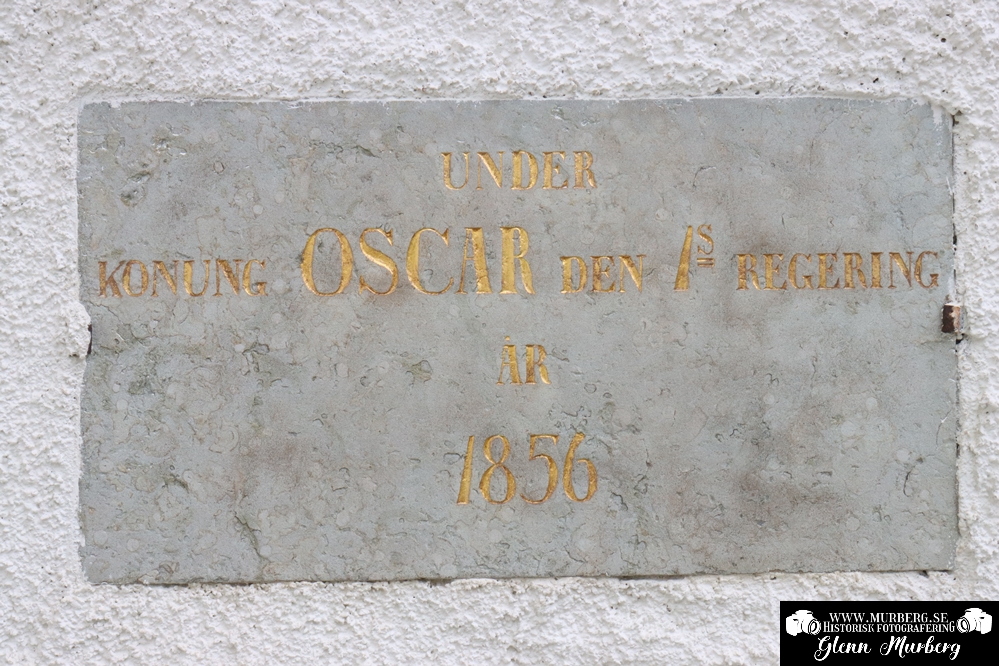 UNDER
KONUNG OSCAR DEN 1S REGERING
ÅR
1856
WWW.MURBERG.SE
HISTORISK FOTOGRAFERING
Glenn Murberg